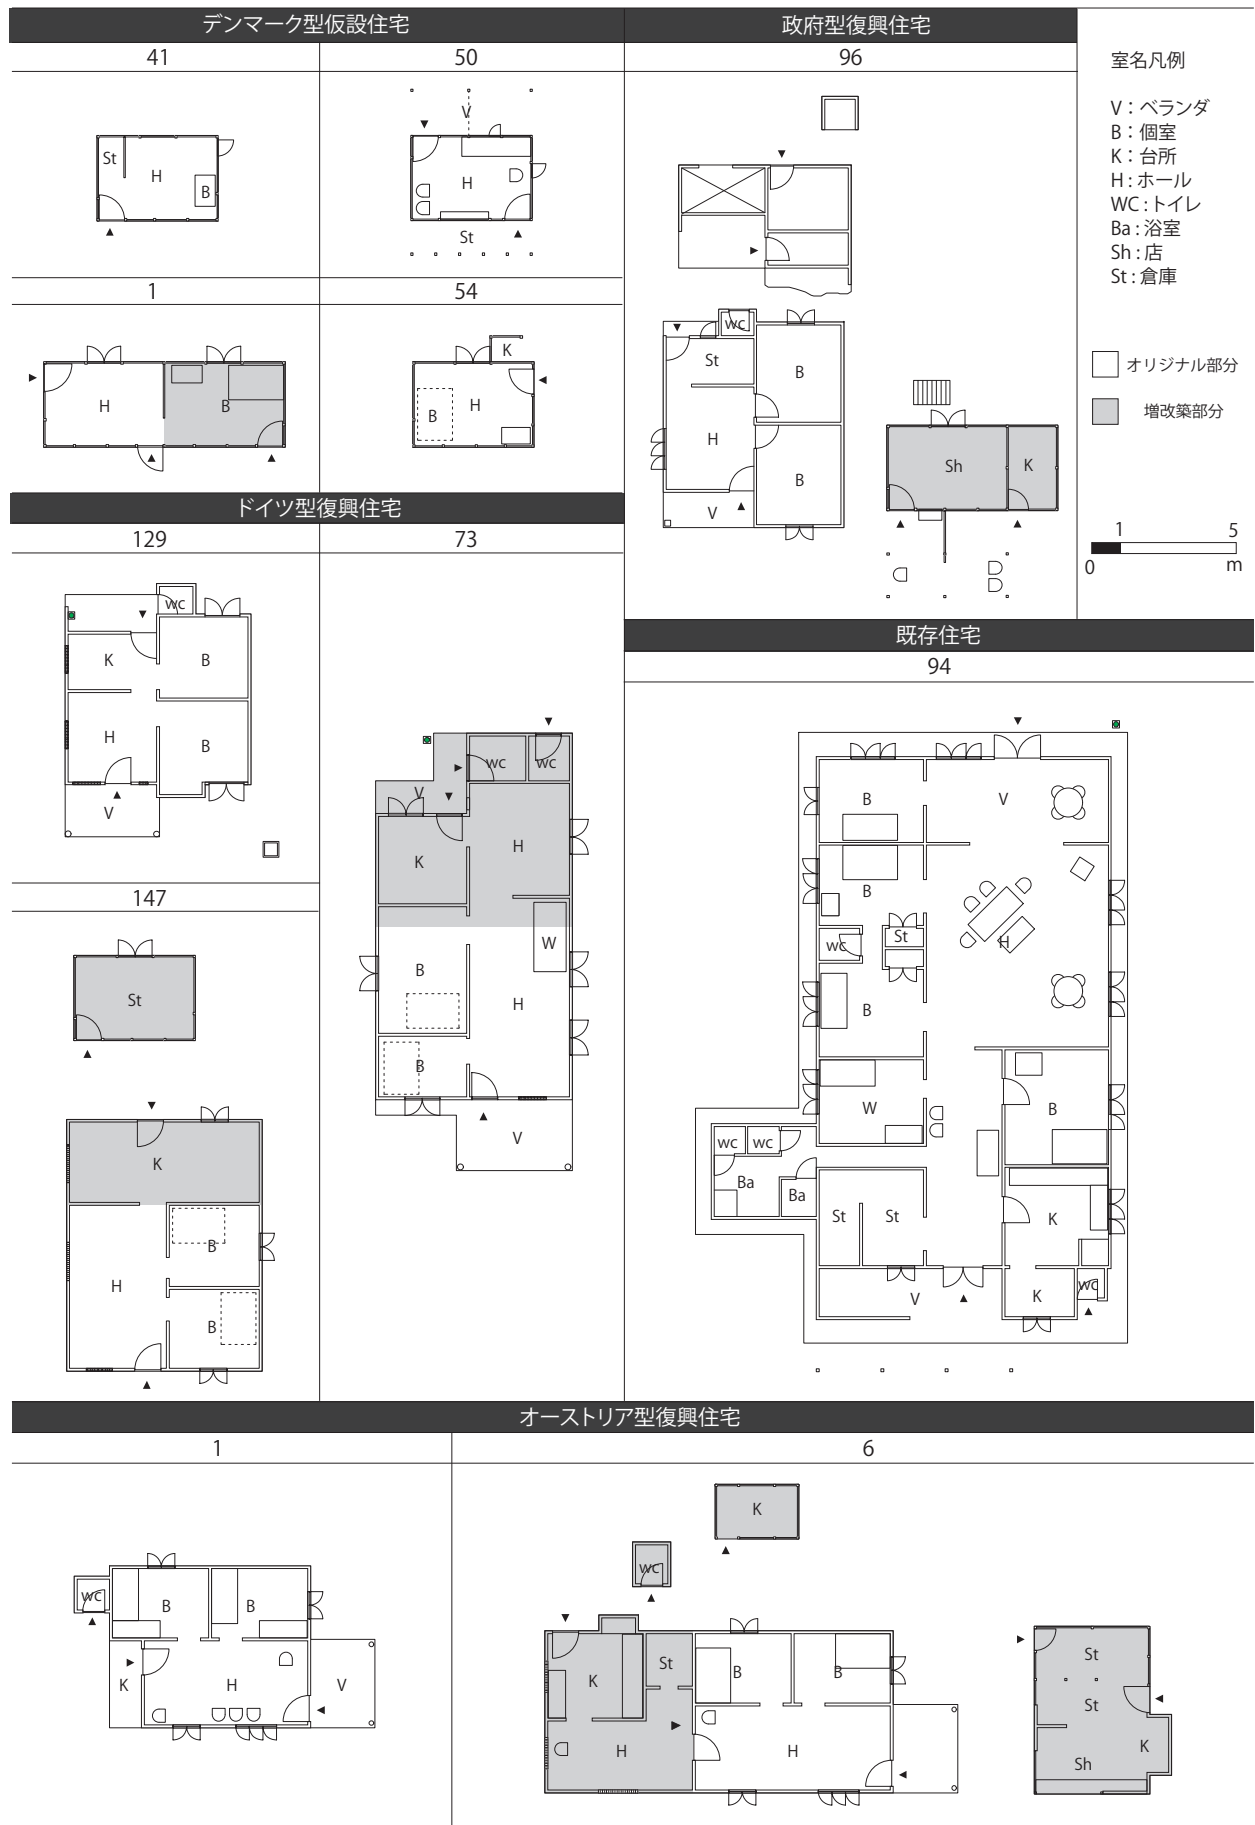 デンマーク型仮設住宅
41
St
H
B
50
V
H
St
1
H
B
54
K
B
H
政府型復興住宅
96
wc
St
B
H
B
V
Sh
K
室名凡例
V：ベランダ
B：個室
K：台所
H：ホール
WC：トイレ
Ba：浴室
Sh：店
St：倉庫
オリジナル部分
増改築部分
1
5
0
m
ドイツ型復興住宅
129
wc
K
B
H
B
V
147
St
K
B
H
B
73
wc
wc
V
K
H
B
W
H
B
V
既存住宅
94
B
V
B
wc
St
H
B
W
B
wc
wc
Ba
Ba
St
St
K
V
K
wc
オーストリア型復興住宅
1
wc
B
B
K
H
V
6
K
wc
K
St
B
B
H
H
St
St
K
Sh